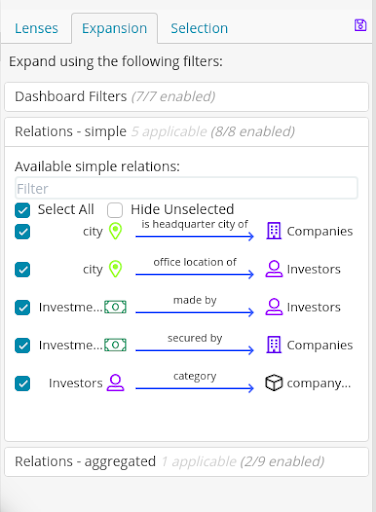 Lenses Expansion Selection
Expand using the following filters:
Dashboard Filters (7/7 enabled)
Relations - simple 5 applicable (8/8 enabled)
Available simple relations:
Filter
Select All Hide Unselected
city is headquarter city of Companies
city office location of Investors
Investme... made by Investors
Investme... secured by Companies
Investors category company...
Relations - aggregated 1 applicable (2/9 enabled)